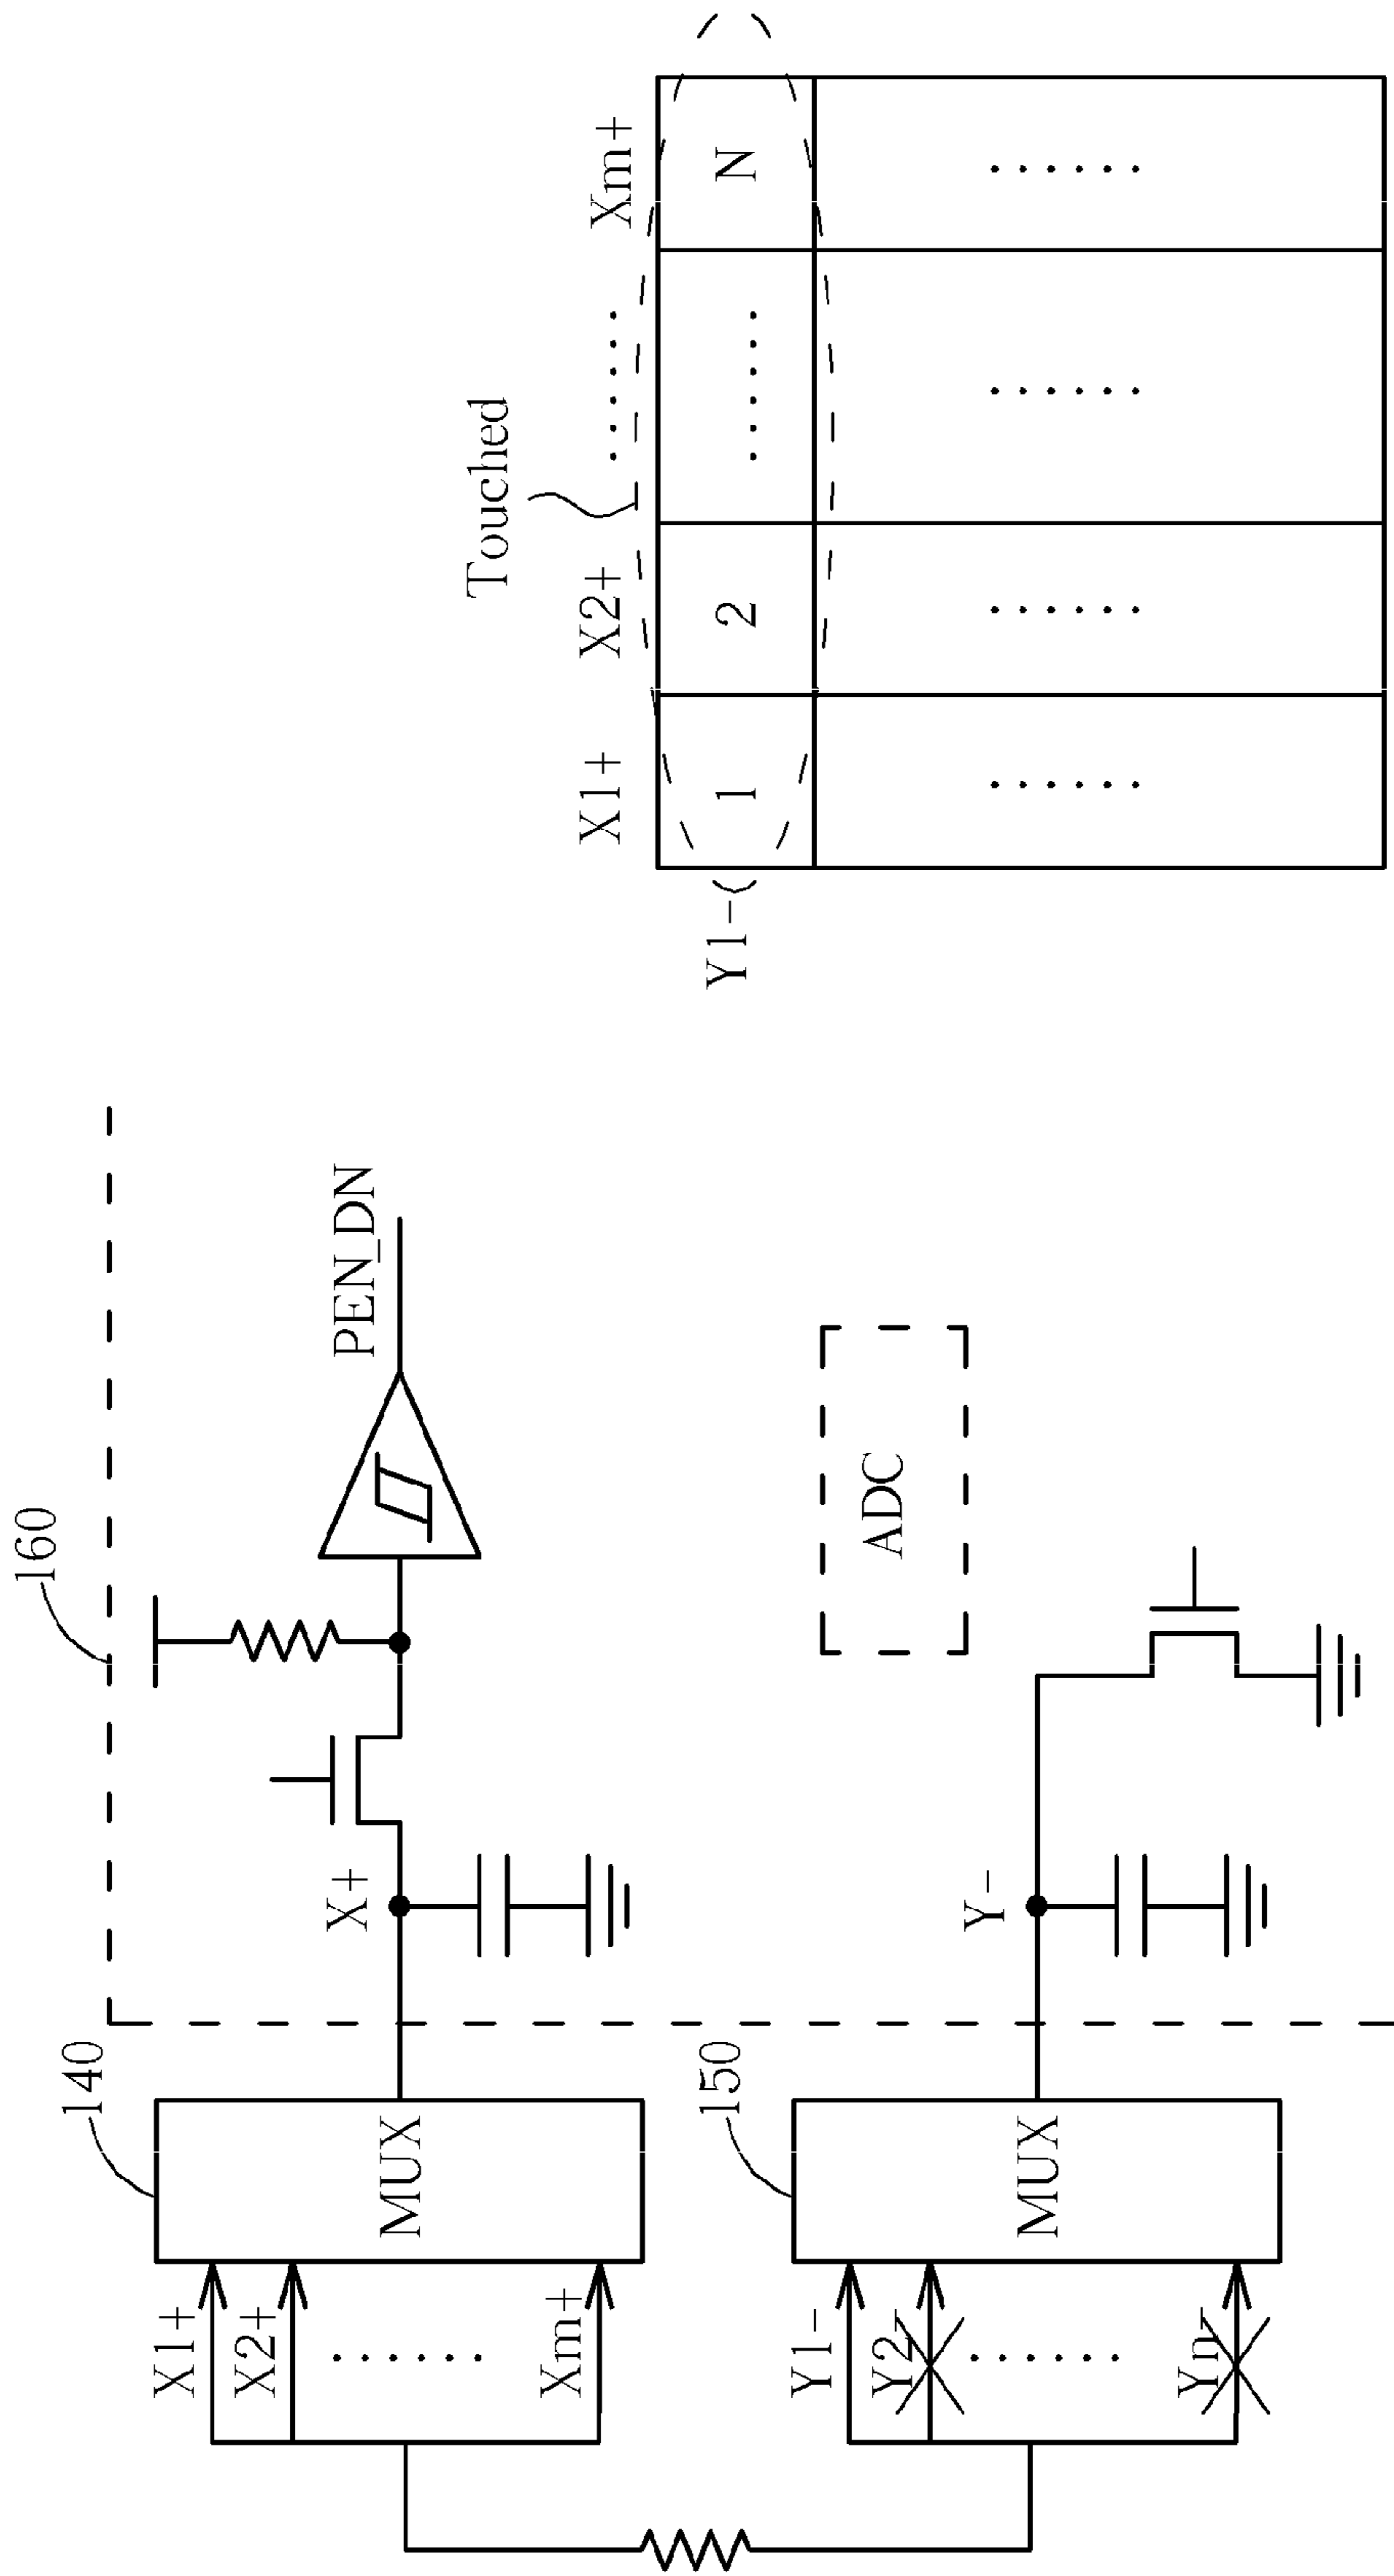 160
140
X1+
X2+
......
Xm+
MUX
X+
PEN_DN
150
Y1-
Y2-
......
Yn-
MUX
Y-
ADC
Touched
X1+
X2+
......
Xm+
Y1-
1
2
......
N
......
......
......
......